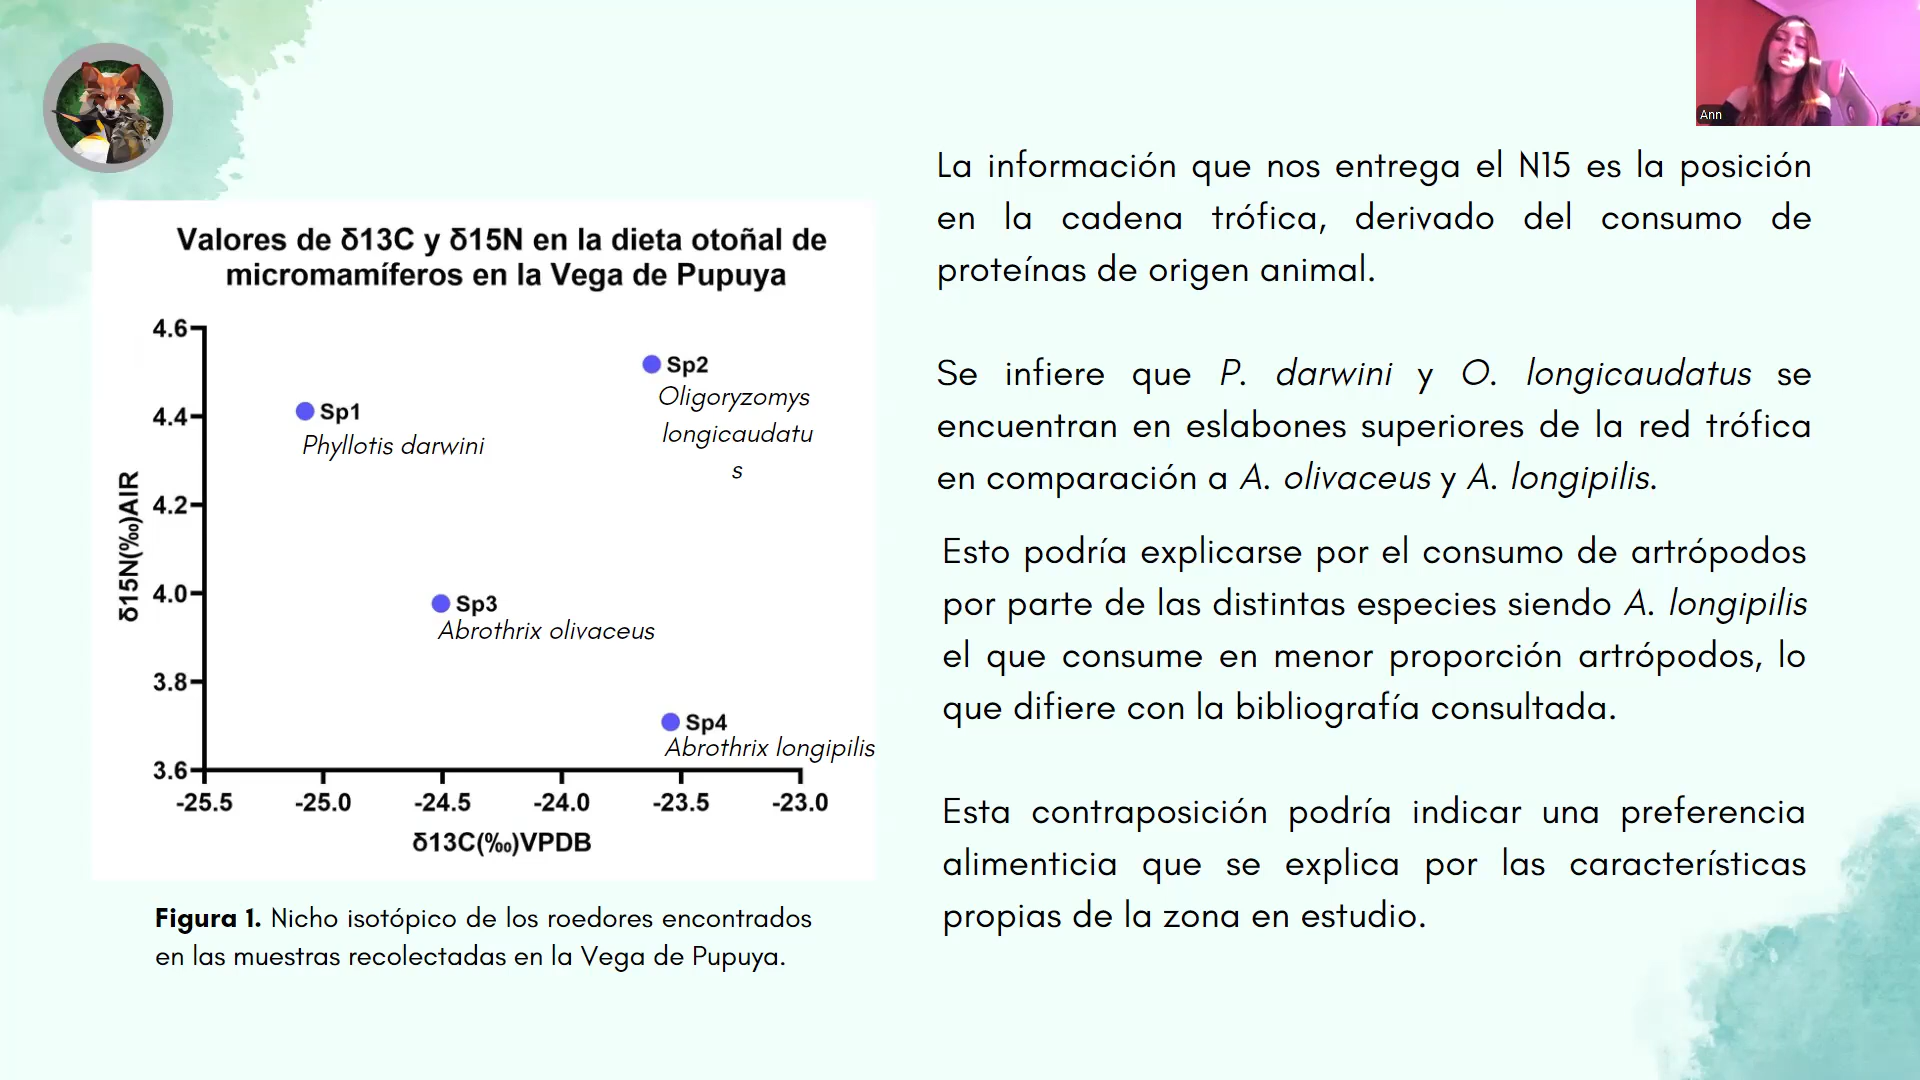 Ann
La información que nos entrega el N15 es la posición
en la cadena trófica, derivado del consumo de
proteínas de origen animal.
Se infiere que P. darwini y O. longicaudatus se
encuentran en eslabones superiores de la red trófica
en comparación a A. olivaceus y A. longipilis.
Esto podría explicarse por el consumo de artrópodos
por parte de las distintas especies siendo A. longipilis
el que consume en menor proporción artrópodos, lo
que difiere con la bibliografía consultada.
Esta contraposición podría indicar una preferencia
alimenticia que se explica por las características
propias de la zona en estudio.
Valores de δ13C y δ15N en la dieta otoñal de
micromamíferos en la Vega de Pupuya
δ15N(‰)AIR
4.6
4.4
4.2
4.0
3.8
3.6
Sp1
Phyllotis darwini
Sp2
Oligoryzomys
longicaudatu
s
Sp3
Abrothrix olivaceus
Sp4
Abrothrix longipilis
-25.5 -25.0 -24.5 -24.0 -23.5 -23.0
δ13C(‰)VPDB
Figura 1. Nicho isotópico de los roedores encontrados
en las muestras recolectadas en la Vega de Pupuya.